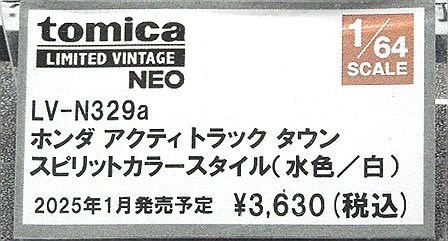 tomica
LIMITED VINTAGE
NEO
1/64
SCALE
LV-N329a
ホンダ アクティトラック タウン
スピリットカラースタイル(水色／白)
2025年1月発売予定 ¥3,630(税込)